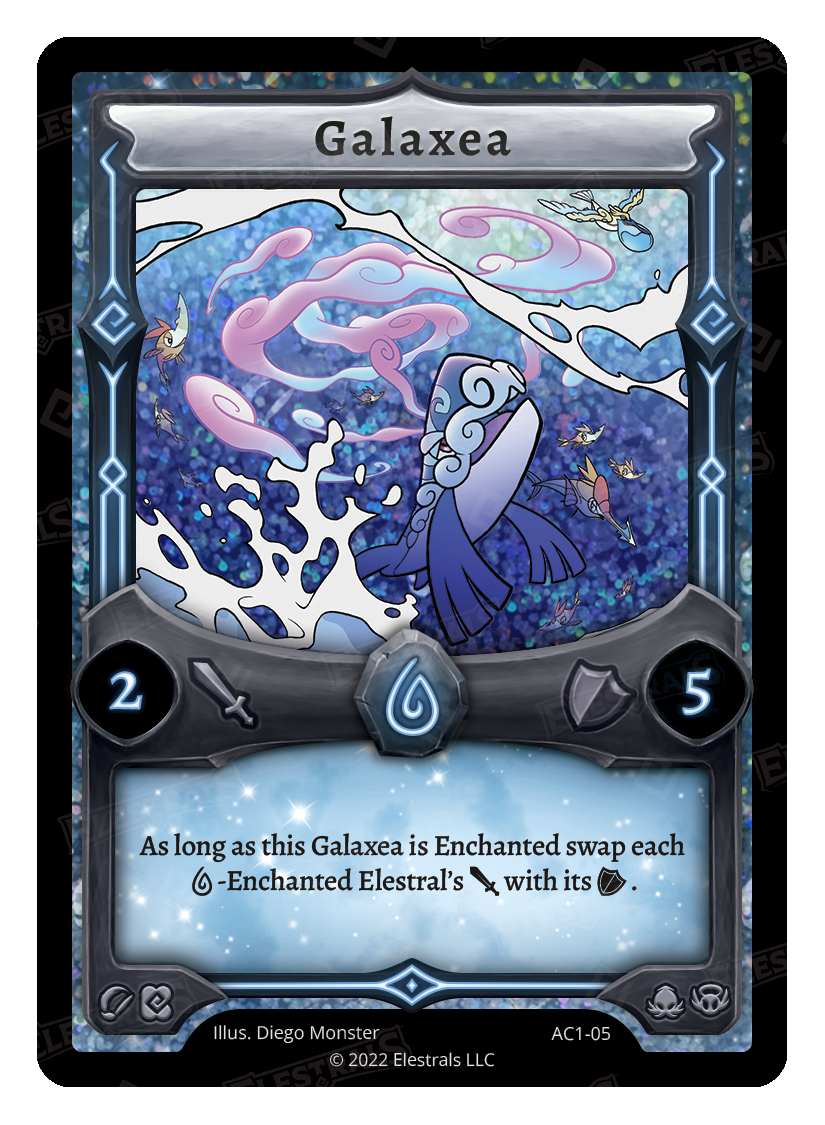 Galaxea
2
5
As long as this Galaxea is Enchanted swap each
-Enchanted Elestral's with its .
Illus. Diego Monster
AC1-05
© 2022 Elestrals LLC